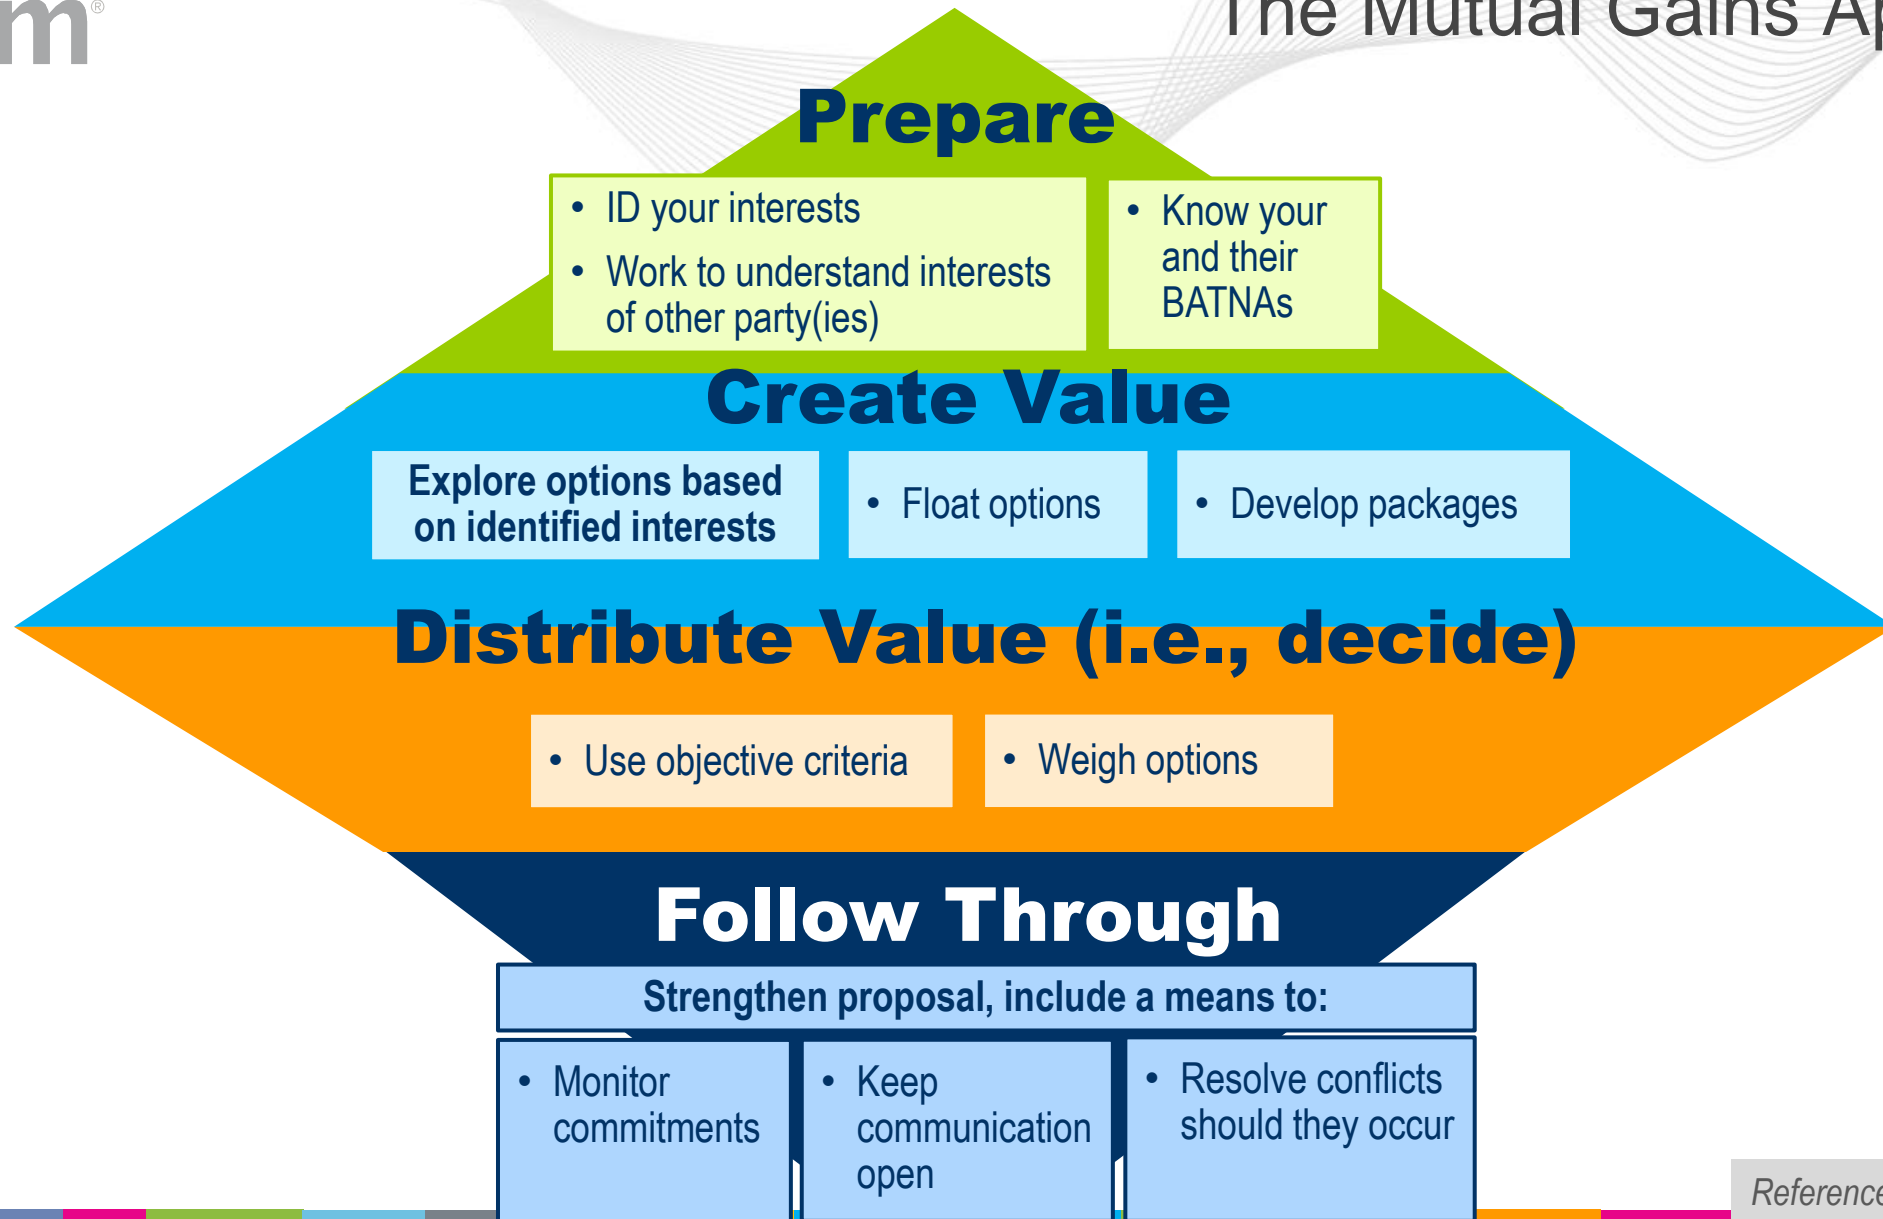 m®
The Mutual Gains
Prepare
• ID your interests
• Work to understand interests
of other party(ies)
• Know your
and their
BATNAs
Create Value
Explore options based
on identified interests
• Float options
• Develop packages
Distribute Value (i.e., decide)
• Use objective criteria
• Weigh options
Follow Through
Strengthen proposal, include a means to:
• Monitor
commitments
• Keep
communication
open
• Resolve conflicts
should they occur
Reference